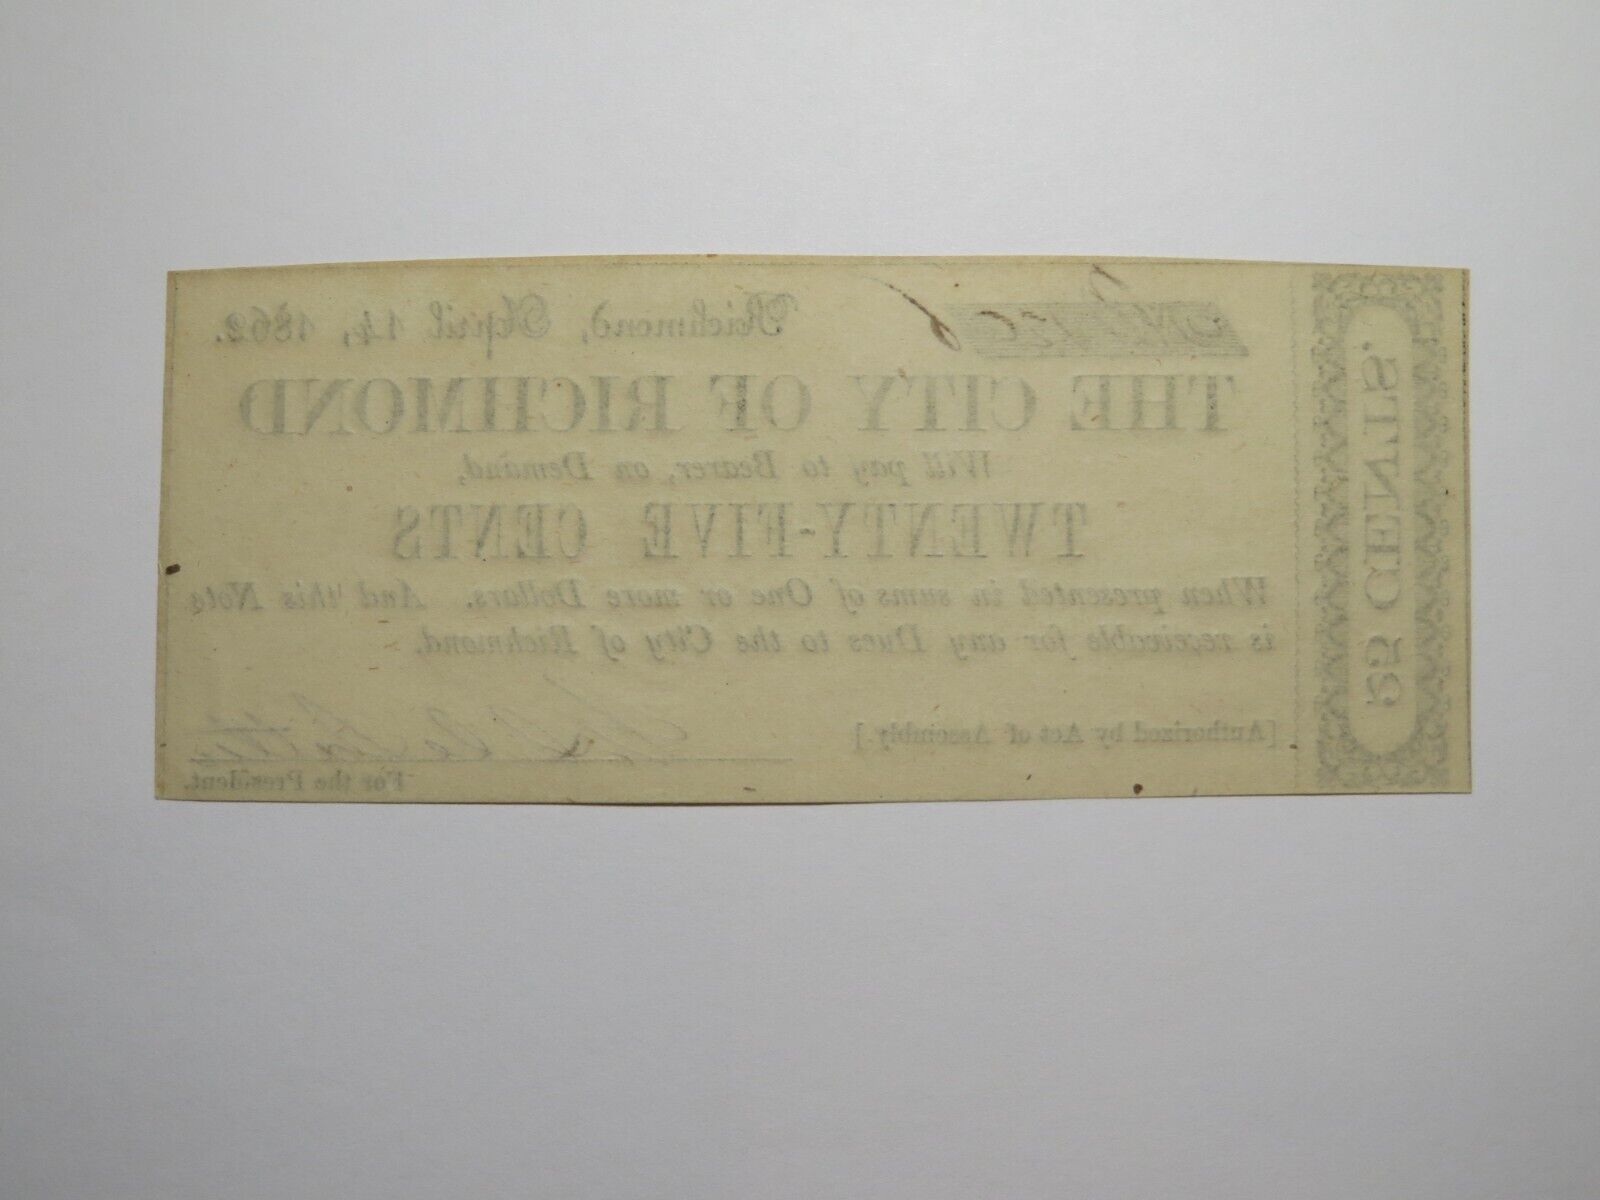 Richmond, April 14, 1862.
THE CITY OF RICHMOND
Will pay to Bearer, on Demand,
TWENTY-FIVE CENTS
When presented in sums of One or more Dollars. And this Note
is receivable for any Dues to the City of Richmond.
[Authorized by Act of Assembly.]
For the President.
25 CENTS.